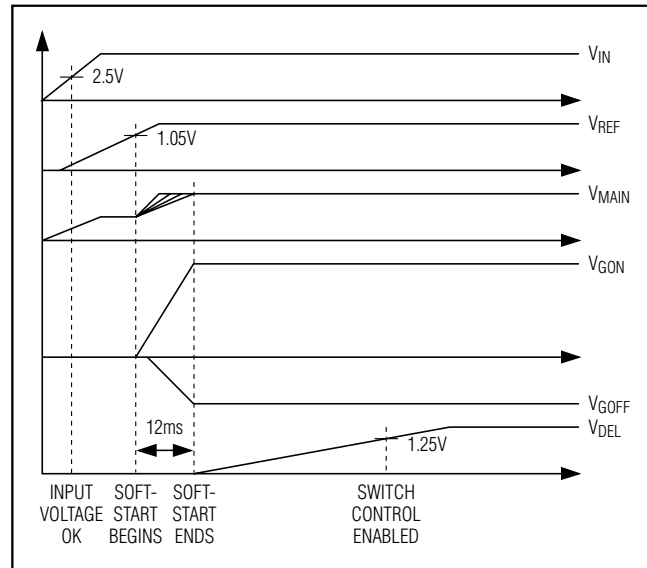 VIN
2.5V
VREF
1.05V
VMAIN
VGON
VGOFF
12ms
VDEL
1.25V
INPUT
VOLTAGE
OK
SOFT-
START
BEGINS
SOFT-
START
ENDS
SWITCH
CONTROL
ENABLED